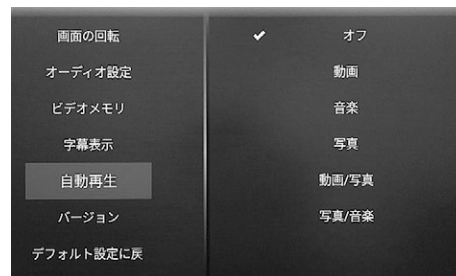 画面の回転
オーディオ設定
ビデオメモリ
字幕表示
自動再生
バージョン
デフォルト設定に戻
オフ
動画
音楽
写真
動画/写真
写真/音楽